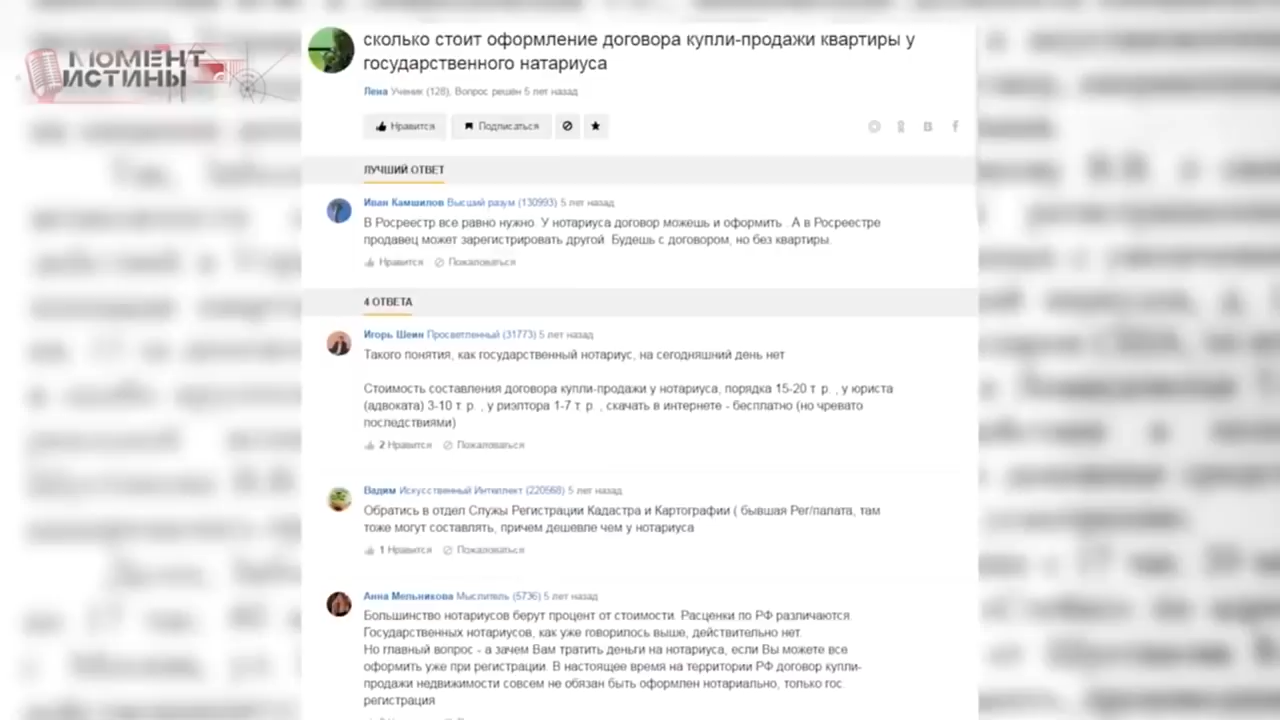 МОМЕНТ
ИСТИНЫ
сколько стоит оформление договора купли-продажи квартиры у
государственного натариуса
Лена Ученик (128), Вопрос решён 5 лет назад
Нравится Подписаться
ЛУЧШИЙ ОТВЕТ
Иван Камшилов Высший разум (130993) 5 лет назад
В Росреестр все равно нужно. У нотариуса договор можешь и оформить . А в Росреестре
продавец может зарегистрировать другой. Будешь с договором, но без квартиры.
Нравится Пожаловаться
4 ОТВЕТА
Игорь Шеин Просветленный (31773) 5 лет назад
Такого понятия, как государственный нотариус, на сегодняшний день нет
Стоимость составления договора купли-продажи у нотариуса, порядка 15-20 т. р. , у юриста
(адвоката) 3-10 т. р. , у риэлтора 1-7 т. р. , скачать в интернете - бесплатно (но чревато
последствиями)
2 Нравится Пожаловаться
Вадим Искусственный Интеллект (220568) 5 лет назад
Обратись в отдел Службы Регистрации Кадастра и Картографии ( бывшая Рег/палата, там
тоже могут составлять, причем дешевле чем у нотариуса
1 Нравится Пожаловаться
Анна Мельникова Мыслитель (5736) 5 лет назад
Большинство нотариусов берут процент от стоимости. Расценки по РФ различаются.
Государственных нотариусов, как уже говорилось выше, действительно нет.
Но главный вопрос - а зачем Вам тратить деньги на нотариуса, если Вы можете все
оформить уже при регистрации. В настоящее время на территории РФ договор купли-
продажи недвижимости совсем не обязан быть оформлен нотариально, только гос.
регистрация